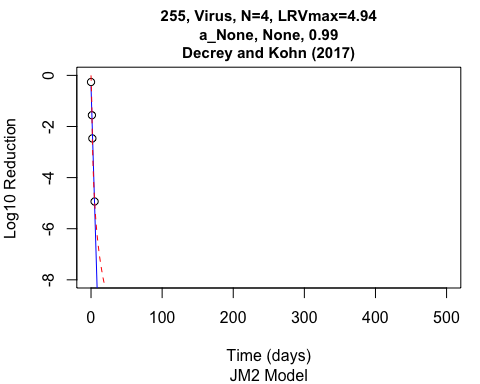 255, Virus, N=4, LRVmax=4.94
a_None, None, 0.99
Decrey and Kohn (2017)
Log10 Reduction
0
-2
-4
-6
-8
0 100 200 300 400 500
Time (days)
JM2 Model